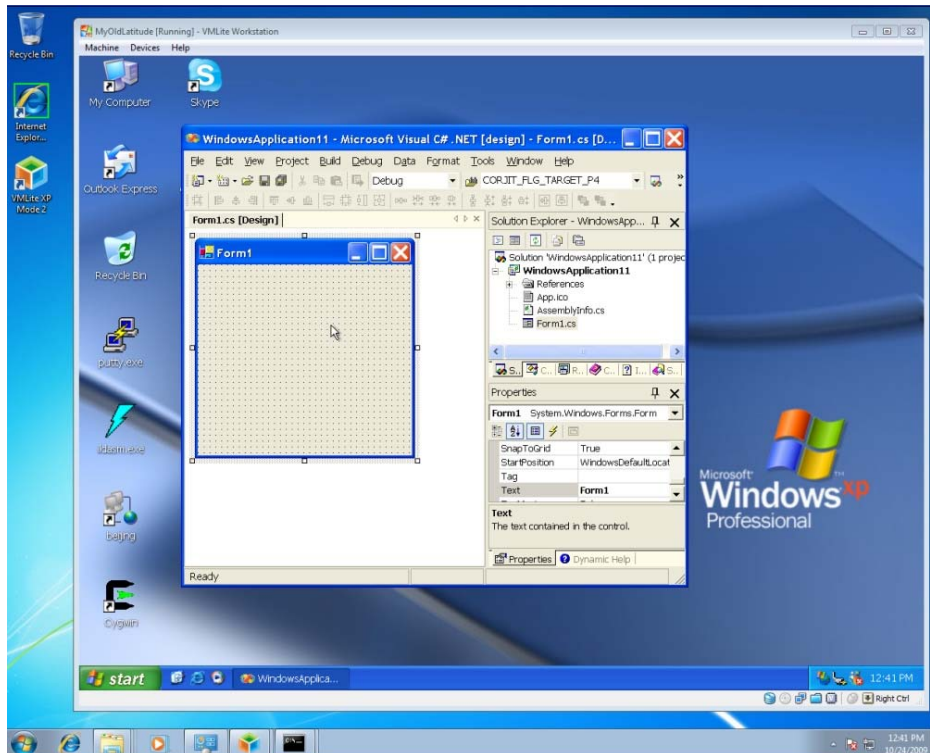 Recycle Bin
Internet
Explor...
VMLite XP
Mode 2
MyOldLatitude [Running] - VMLite Workstation
Machine Devices Help
My Computer
Skype
Outlook Express
Recycle Bin
putty.exe
ildasm.exe
beijing
Cygwin
WindowsApplication11 - Microsoft Visual C# .NET [design] - Form1.cs [D...
File Edit View Project Build Debug Data Format Tools Window Help
Debug
CORJIT_FLG_TARGET_P4
Form1.cs [Design]
Form1
Solution Explorer - WindowsApp...
Solution 'WindowsApplication11' (1 projec
WindowsApplication11
References
App.ico
AssemblyInfo.cs
Form1.cs
S.. C.. R.. C.. I... S..
Properties
Form1 System.Windows.Forms.Form
SnapToGrid True
StartPosition WindowsDefaultLocat
Tag
Text Form1
Text
The text contained in the control.
Properties Dynamic Help
Ready
Microsoft
Windows xp
Professional
start
WindowsApplica...
12:41 PM
Right Ctrl
12:41 PM
10/24/2009